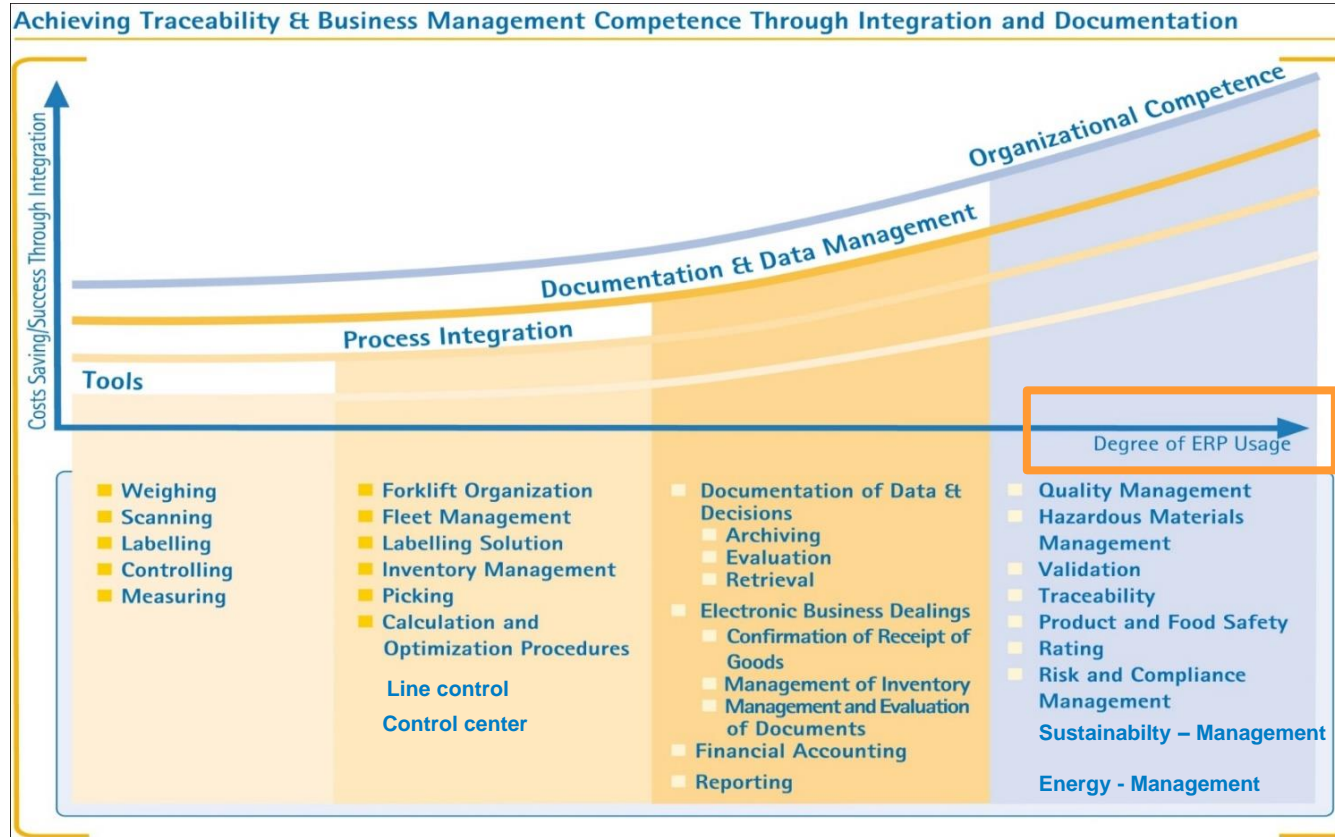 Achieving Traceability & Business Management Competence Through Integration and Documentation
Costs Saving/Success Through Integration
Organizational Competence
Documentation & Data Management
Process Integration
Tools
Degree of ERP Usage
Weighing
Scanning
Labelling
Controlling
Measuring
Forklift Organization
Fleet Management
Labelling Solution
Inventory Management
Picking
Calculation and
Optimization Procedures
Line control
Control center
Documentation of Data &
Decisions
Archiving
Evaluation
Retrieval
Electronic Business Dealings
Confirmation of Receipt of
Goods
Management of Inventory
Management and Evaluation
of Documents
Financial Accounting
Reporting
Quality Management
Hazardous Materials
Management
Validation
Traceability
Product and Food Safety
Rating
Risk and Compliance
Management
Sustainabilty – Management
Energy - Management